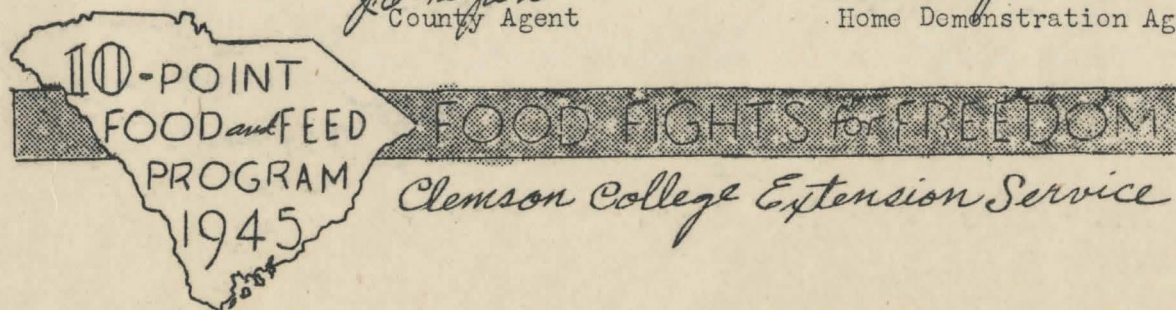 County Agent
Home Demonstration Ag
10-POINT
FOOD and FEED
PROGRAM
1945
FOOD FIGHTS for FREEDOM
Clemson College Extension Service